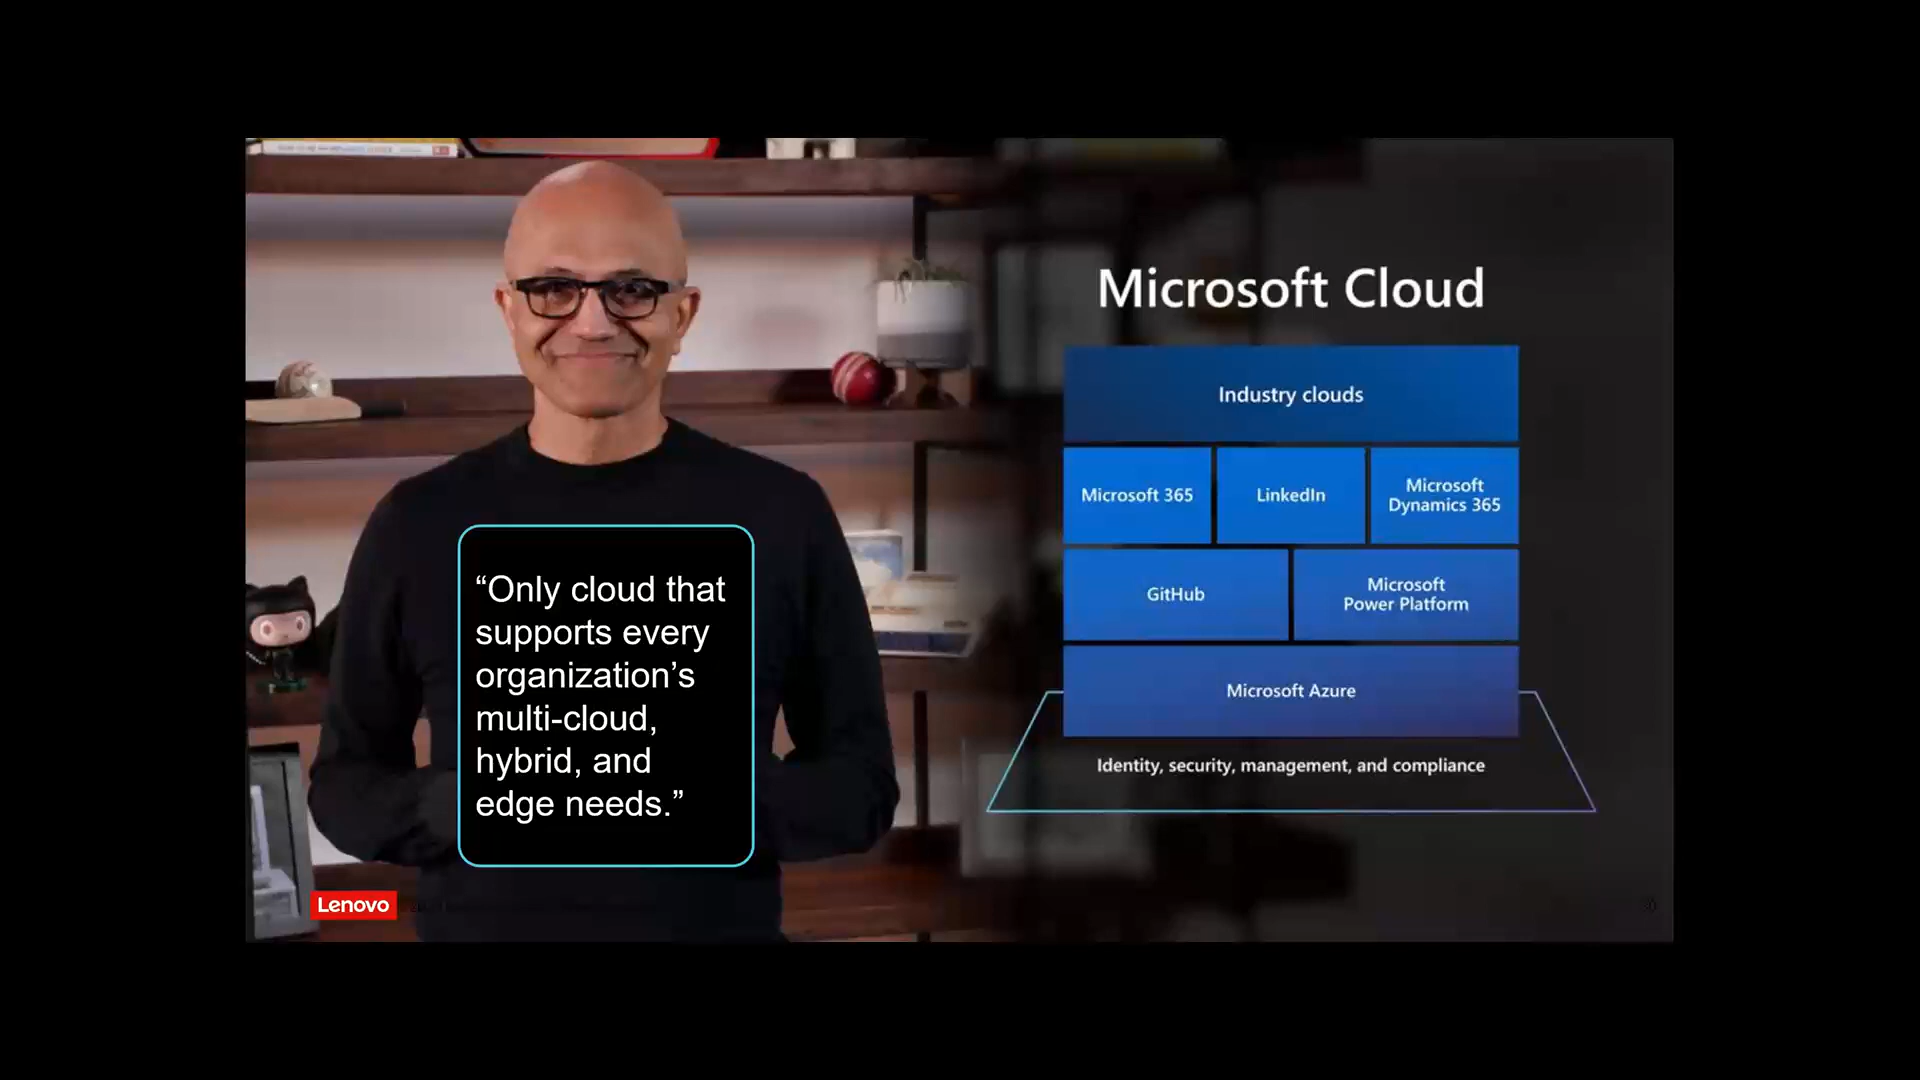 “Only cloud that
supports every
organization’s
multi-cloud,
hybrid, and
edge needs.”
Lenovo
Microsoft Cloud
Industry clouds
Microsoft 365
LinkedIn
Microsoft
Dynamics 365
GitHub
Microsoft
Power Platform
Microsoft Azure
Identity, security, management, and compliance